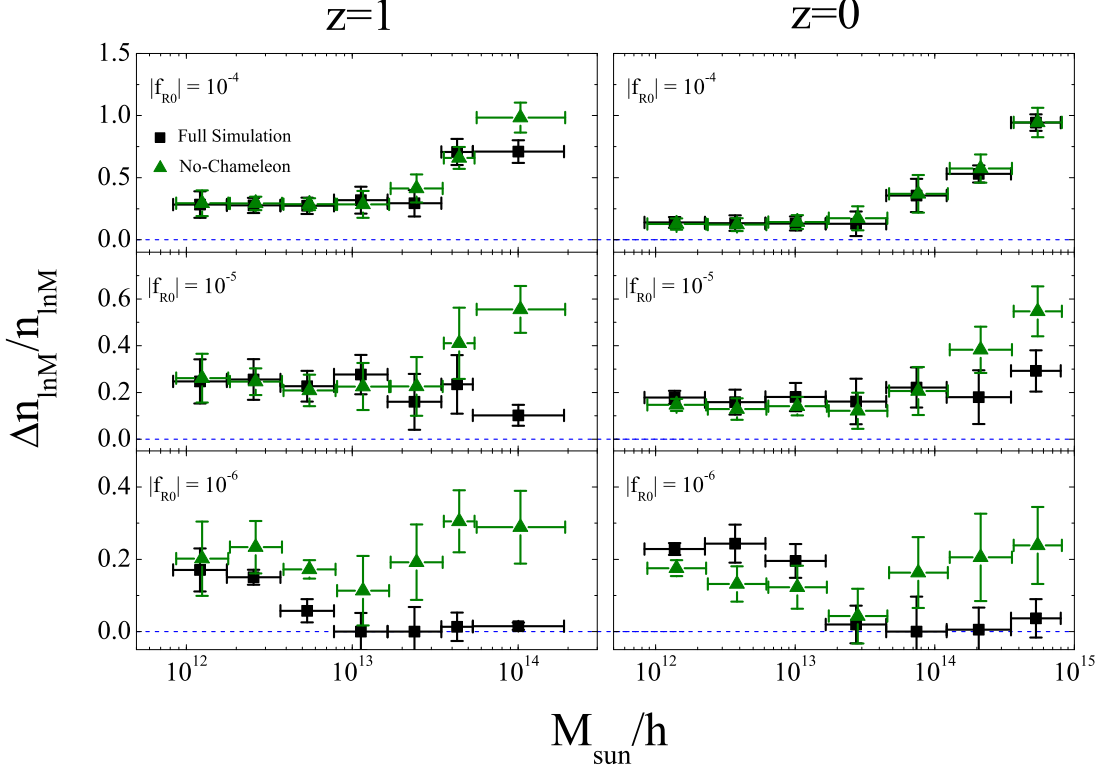 z=1
z=0
Δn_lnM/n_lnM
1.5
1.0
0.5
0.0
|f_R0| = 10^-4
Full Simulation
No-Chameleon
|f_R0| = 10^-4
0.6
0.4
0.2
0.0
|f_R0| = 10^-5
|f_R0| = 10^-5
0.4
0.2
0.0
|f_R0| = 10^-6
|f_R0| = 10^-6
10^12 10^13 10^14
10^12 10^13 10^14 10^15
M_sun/h